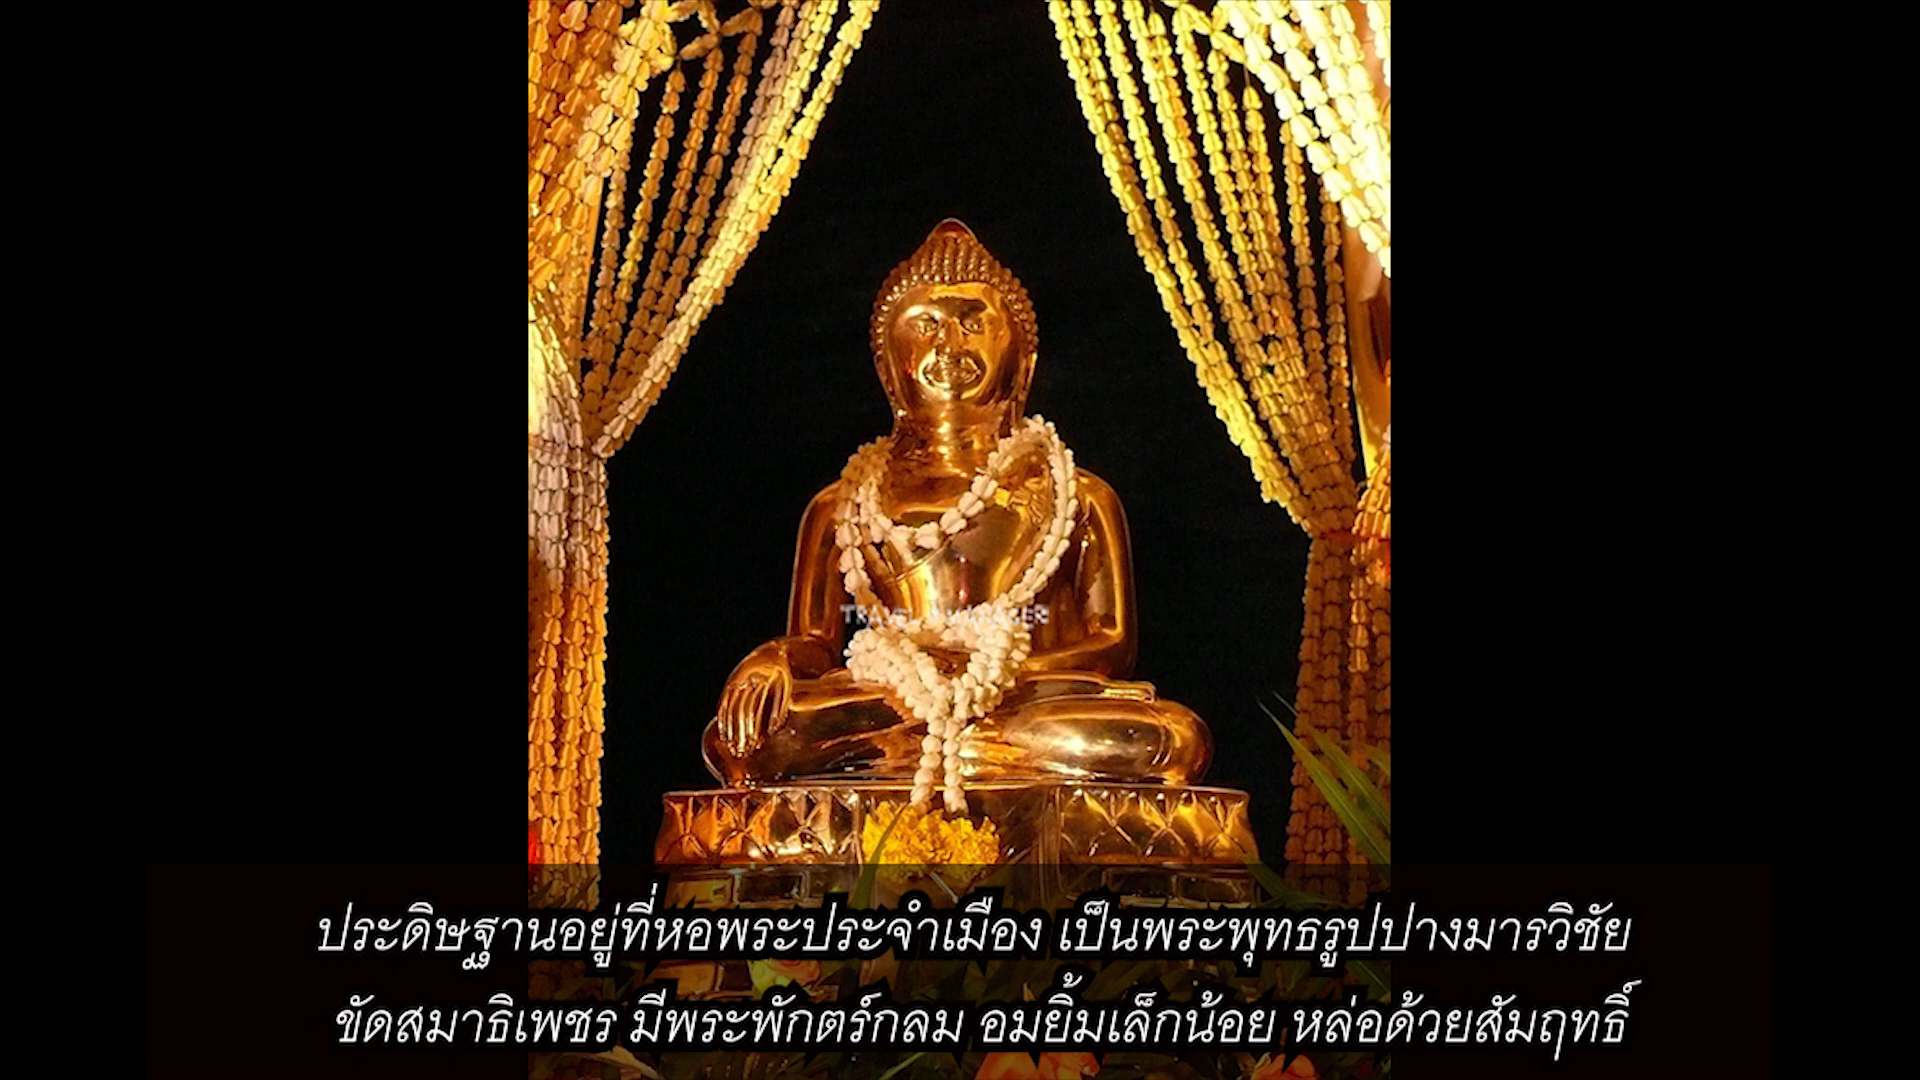 ประดิษฐานอยู่ที่หอพระประจำเมือง เป็นพระพุทธรูปปางมารวิชัย
ขัดสมาธิเพชร มีพระพักตร์กลม อมยิ้มเล็กน้อย หล่อด้วยสัมฤทธิ์